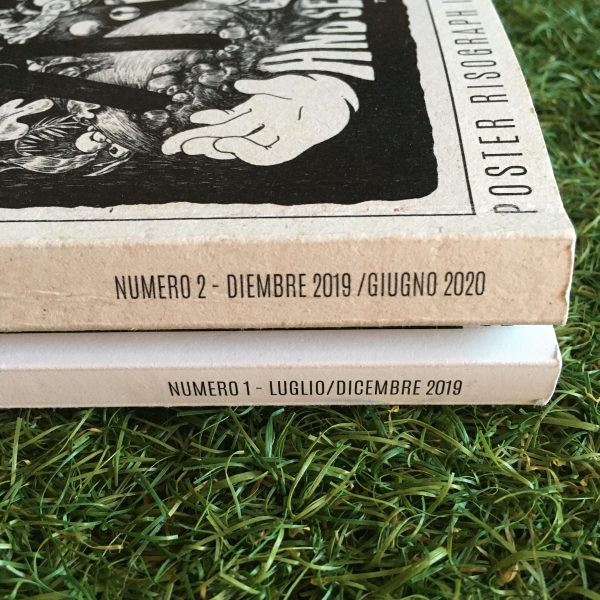 POSTER RISOGRAPH
NUMERO 2 - DIEMBRE 2019 / GIUGNO 2020
NUMERO 1 - LUGLIO/DICEMBRE 2019